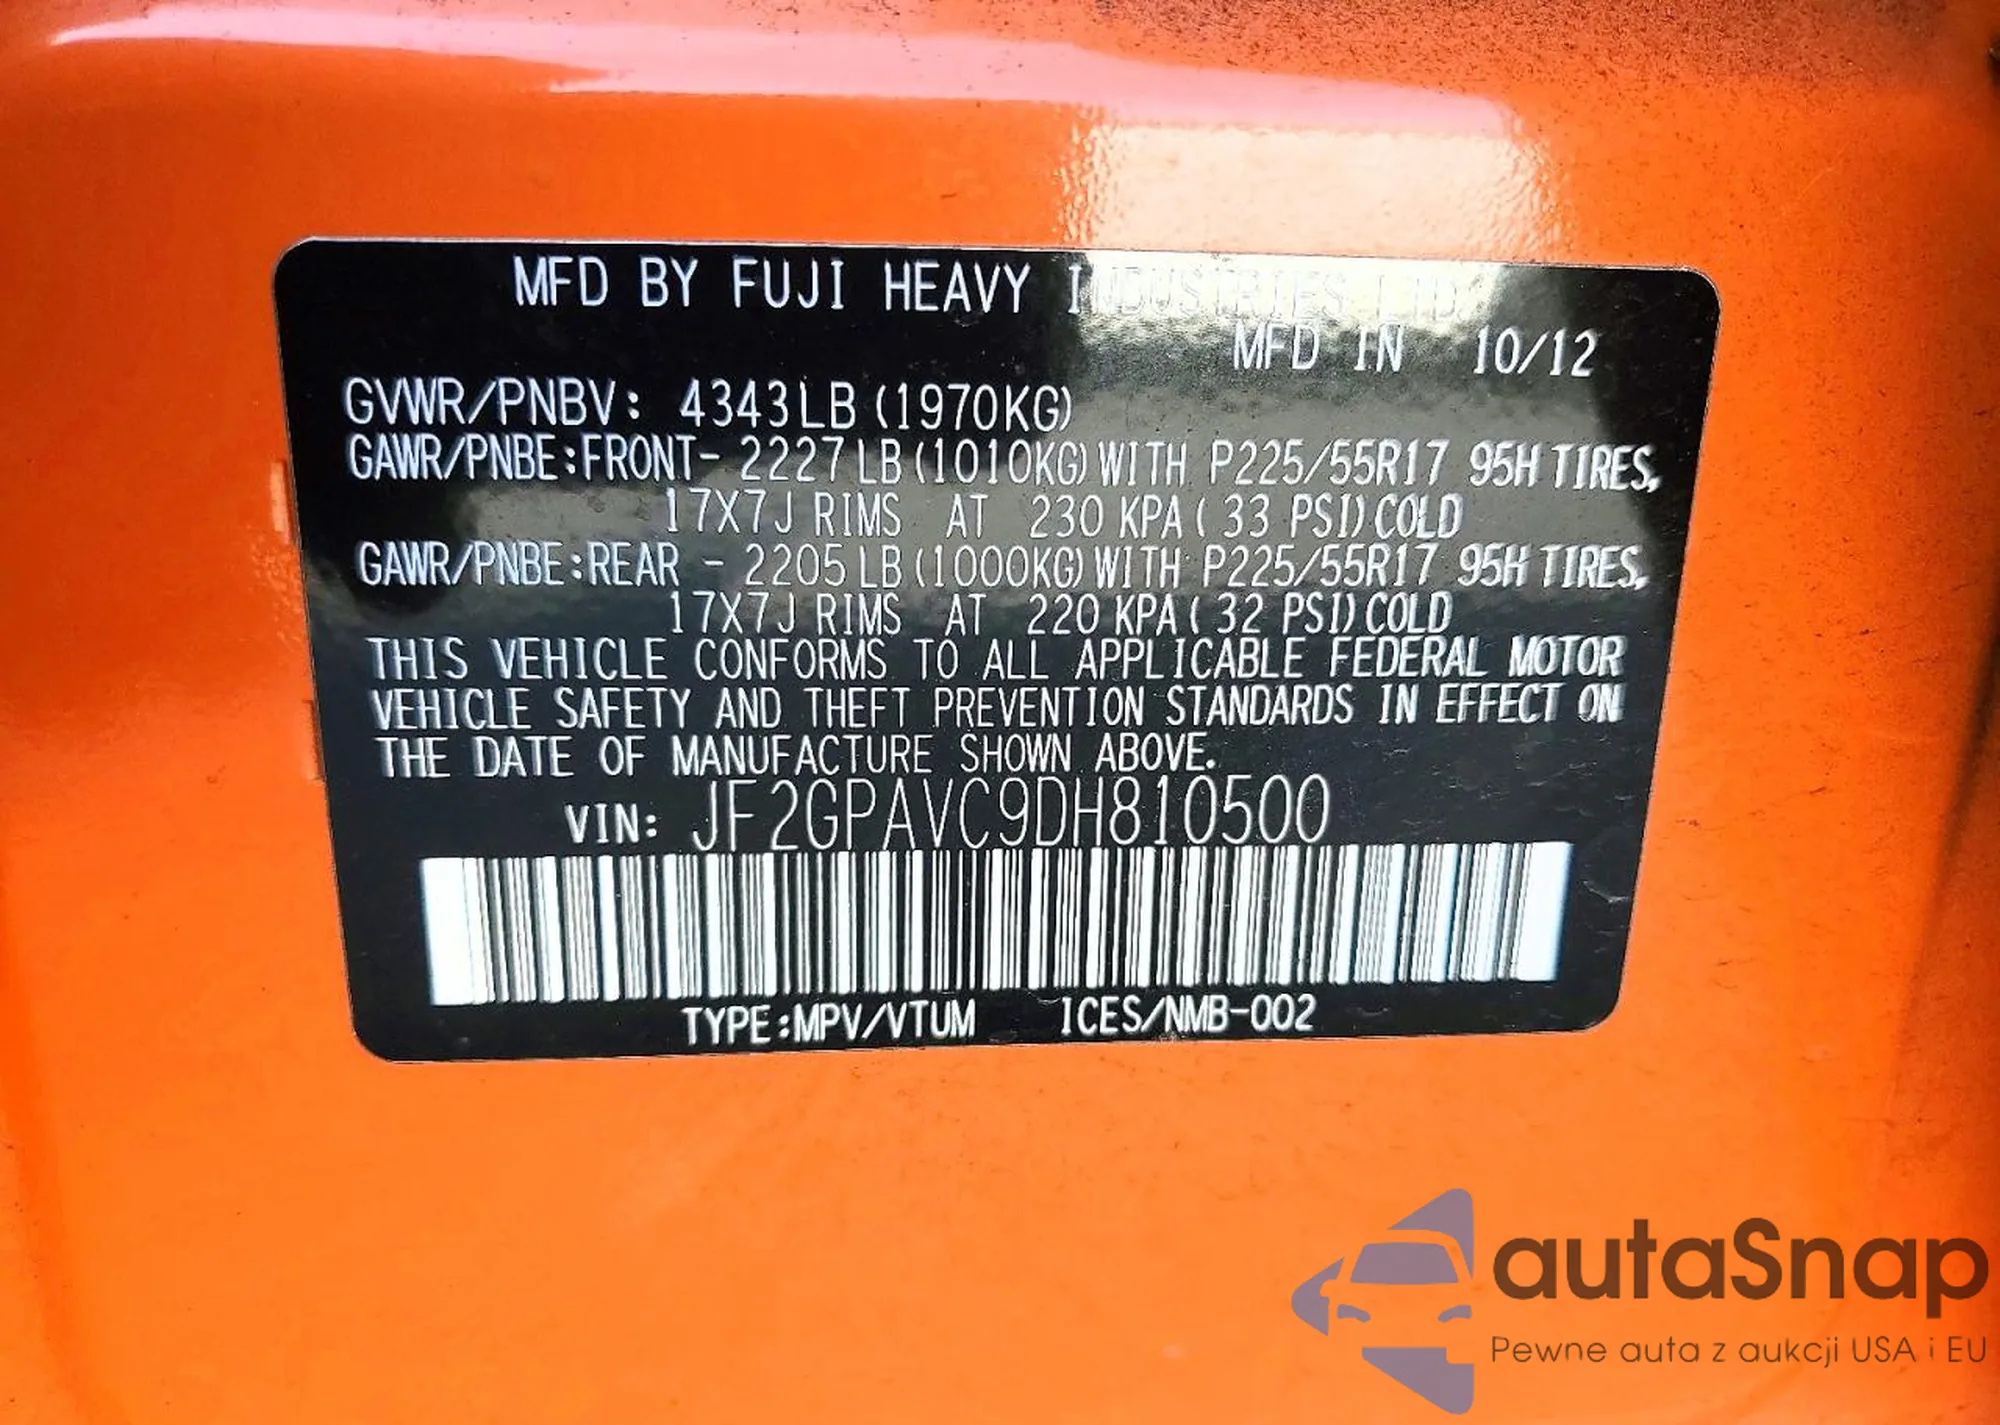 MFD BY FUJI HEAVY INDUSTRIES LTD.
MFD IN 10/12
GVWR/PNBV: 4343LB (1970KG)
GAWR/PNBE:FRONT- 2227LB (1010KG) WITH P225/55R17 95H TIRES,
17X7J RIMS AT 230 KPA ( 33 PSI) COLD
GAWR/PNBE:REAR - 2205LB (1000KG) WITH P225/55R17 95H TIRES,
17X7J RIMS AT 220 KPA ( 32 PSI) COLD
THIS VEHICLE CONFORMS TO ALL APPLICABLE FEDERAL MOTOR
VEHICLE SAFETY AND THEFT PREVENTION STANDARDS IN EFFECT ON
THE DATE OF MANUFACTURE SHOWN ABOVE.
VIN: JF2GPAVC9DH810500
TYPE:MPV/VTUM ICES/NMB-002
autaSnap
Pewne auta z aukcji USA i EU